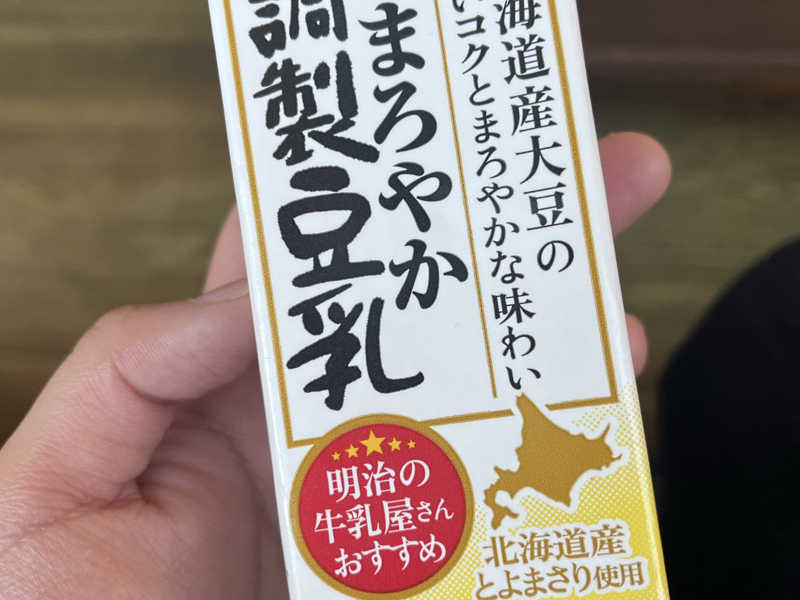 海道産大豆の
いコクとまろやかな味わい
まろやか
調製豆乳
明治の
牛乳屋さん
おすすめ
北海道産
とよまさり使用